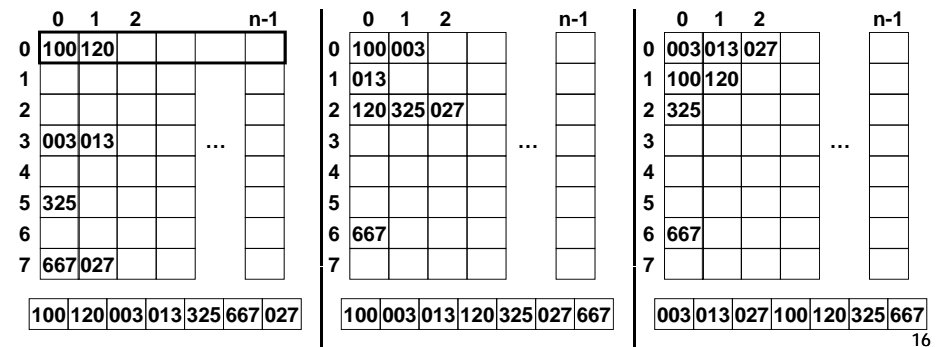 0 1 2 n-1
0 100 120
1
2
3 003 013 ...
4
5 325
6
7 667 027
100 120 003 013 325 667 027
0 1 2 n-1
0 100 003
1 013
2 120 325 027
3 ...
4
5
6 667
7
100 003 013 120 325 027 667
0 1 2 n-1
0 003 013 027
1 100 120
2 325
3 ...
4
5
6 667
7
003 013 027 100 120 325 667
16